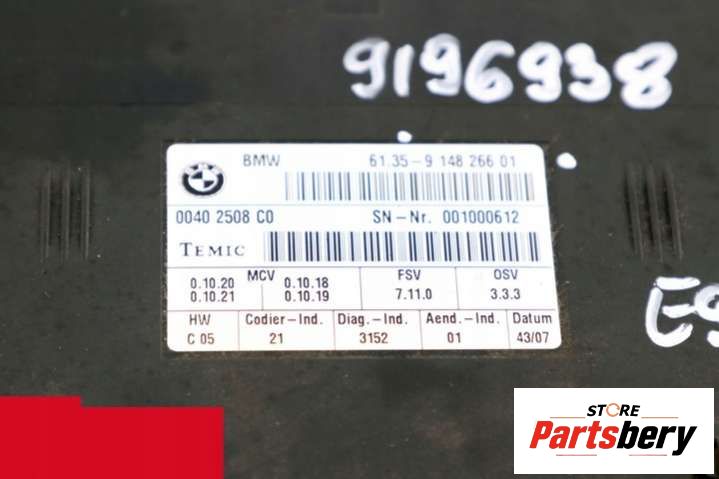 9196938
BMW 61.35-9 148 266 01
0040 2508 C0 SN-Nr. 001000612
TEMIC
MCV FSV OSV
0.10.20 0.10.18
0.10.21 0.10.19 7.11.0 3.3.3
HW Codier-Ind. Diag.-Ind. Aend.-Ind. Datum
C 05 21 3152 01 43/07
E9
STORE
Partsbery